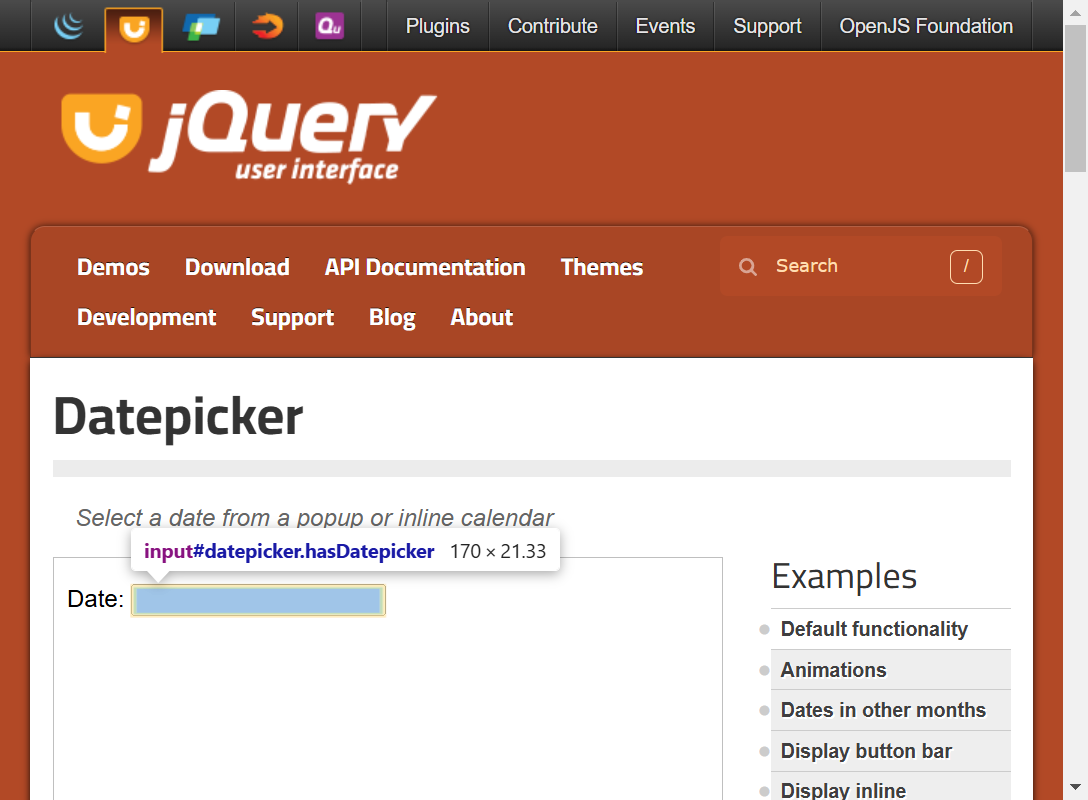 Qu
Plugins Contribute Events Support OpenJS Foundation
jQuery
user interface
Demos Download API Documentation Themes
Search /
Development Support Blog About
Datepicker
Select a date from a popup or inline calendar
input#datepicker.hasDatepicker 170 × 21.33
Date:
Examples
Default functionality
Animations
Dates in other months
Display button bar
Display inline